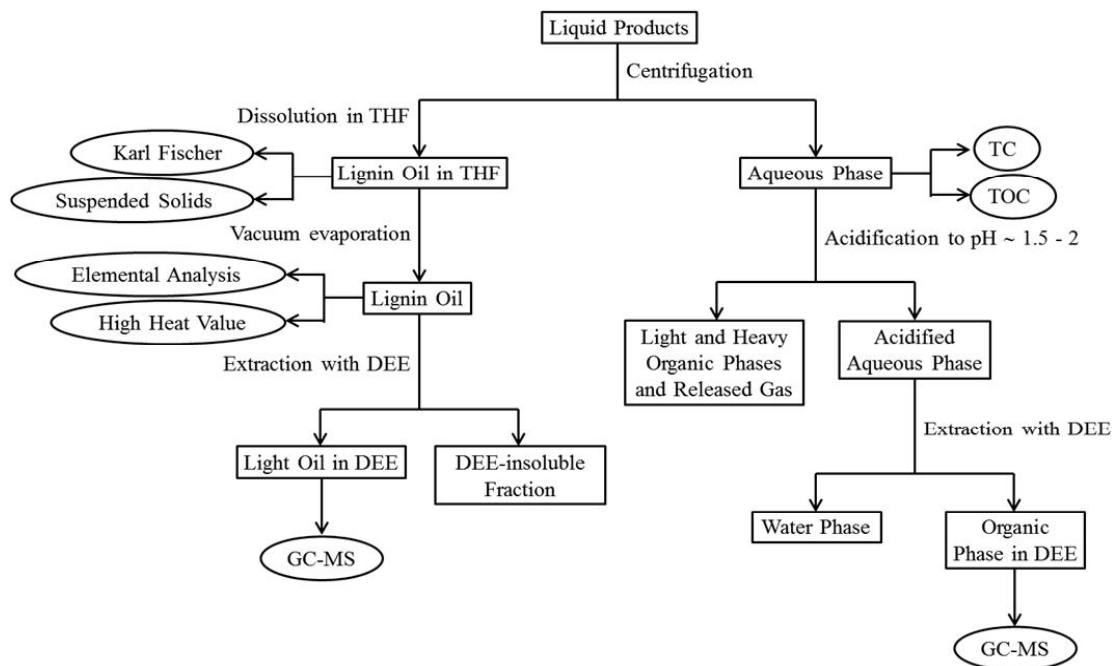 Liquid Products
Centrifugation
Dissolution in THF
Karl Fischer
Suspended Solids
Lignin Oil in THF
Aqueous Phase
TC
TOC
Vacuum evaporation
Acidification to pH ~ 1.5 - 2
Elemental Analysis
High Heat Value
Lignin Oil
Light and Heavy
Organic Phases
and Released Gas
Acidified
Aqueous Phase
Extraction with DEE
Extraction with DEE
Light Oil in DEE
DEE-insoluble
Fraction
Water Phase
Organic
Phase in DEE
GC-MS
GC-MS